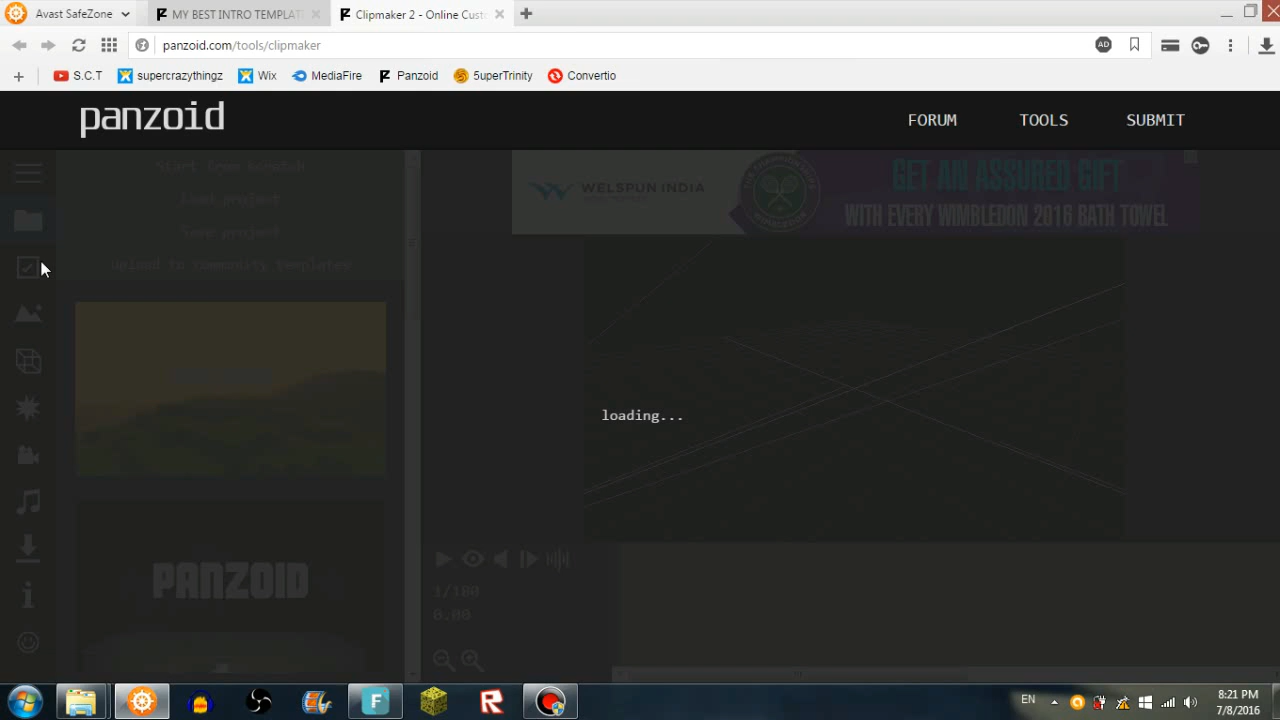 Avast SafeZone
MY BEST INTRO TEMPLAT
Clipmaker 2 - Online Cust
panzoid.com/tools/clipmaker
AD
S.C.T
supercrazythingz
Wix
MediaFire
Panzoid
5uperTrinity
Convertio
panzoid
FORUM
TOOLS
SUBMIT
Start from scratch
Load project
Save project
Upload to community templates
WELSPUN INDIA
GET AN ASSURED GIFT
WITH EVERY WIMBLEDON 2016 BATH TOWEL
loading...
PANZOID
1/180
0.00
EN
8:21 PM
7/8/2016